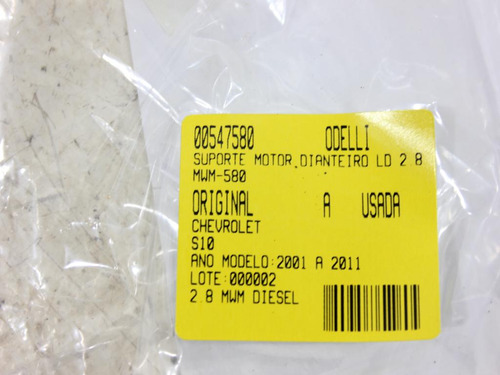 00547580 ODELLI
SUPORTE MOTOR DIANTEIRO LD 2.8
MWM-580
ORIGINAL A USADA
CHEVROLET
S10
ANO MODELO:2001 A 2011
LOTE:000002
2.8 MWM DIESEL